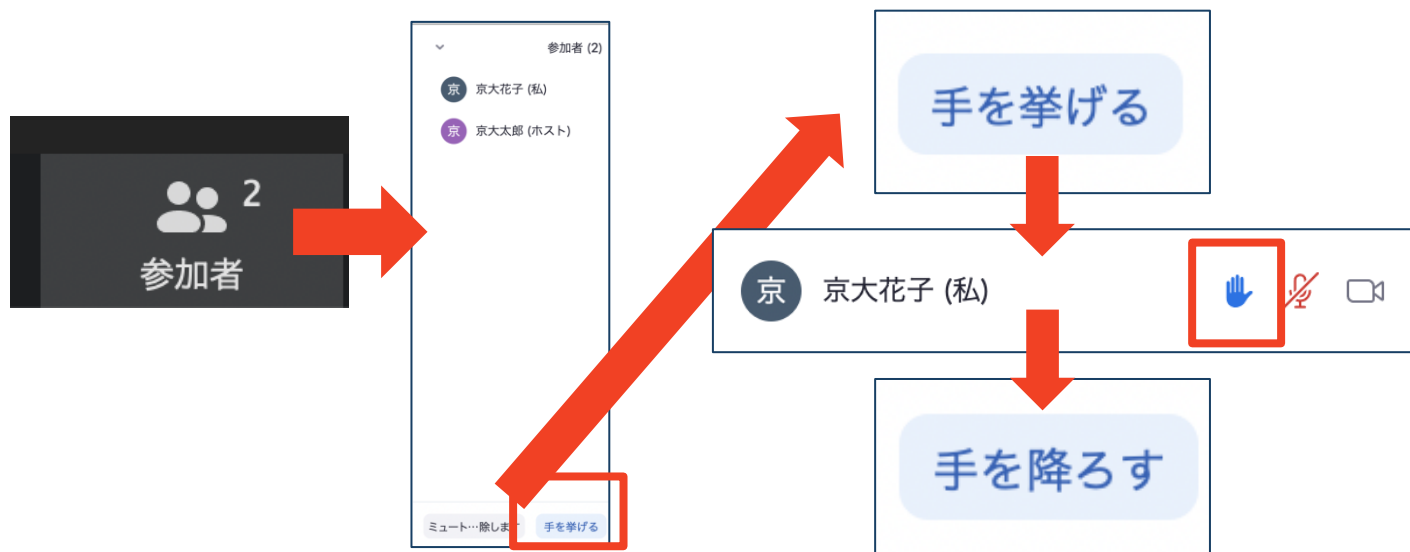 2
参加者
参加者 (2)
京 京大花子 (私)
京 京大太郎 (ホスト)
ミュート…除します 手を挙げる
手を挙げる
京 京大花子 (私)
手を降ろす